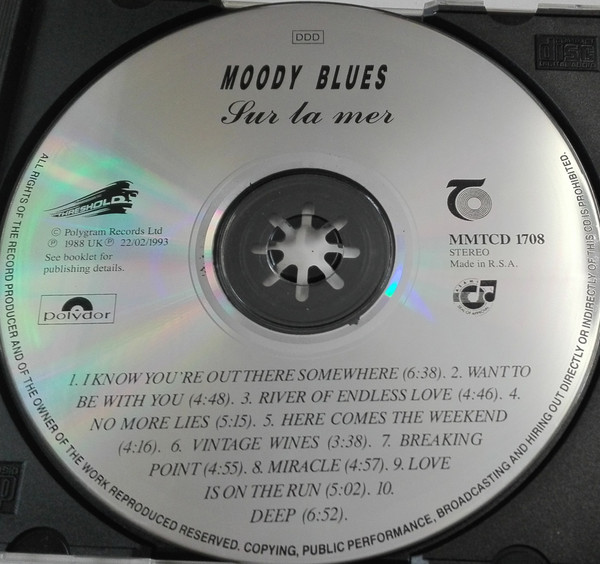 DDD
MOODY BLUES
Sur la mer
THRESHOLD
© Polygram Records Ltd
℗ 1988 UK℗ 22/02/1993
See booklet for
publishing details.
polydor
MMTCD 1708
STEREO
Made in R.S.A.
1. I KNOW YOU'RE OUT THERE SOMEWHERE (6:38). 2. WANT TO
BE WITH YOU (4:48). 3. RIVER OF ENDLESS LOVE (4:46). 4.
NO MORE LIES (5:15). 5. HERE COMES THE WEEKEND
(4:16). 6. VINTAGE WINES (3:38). 7. BREAKING
POINT (4:55). 8. MIRACLE (4:57). 9. LOVE
IS ON THE RUN (5:02). 10.
DEEP (6:52).
ALL RIGHTS OF THE RECORD PRODUCER AND OF THE OWNER OF THE WORK REPRODUCED RESERVED. COPYING, PUBLIC PERFORMANCE, BROADCASTING AND HIRING OUT DIRECTLY OR INDIRECTLY OF THIS CD IS PROHIBITED.